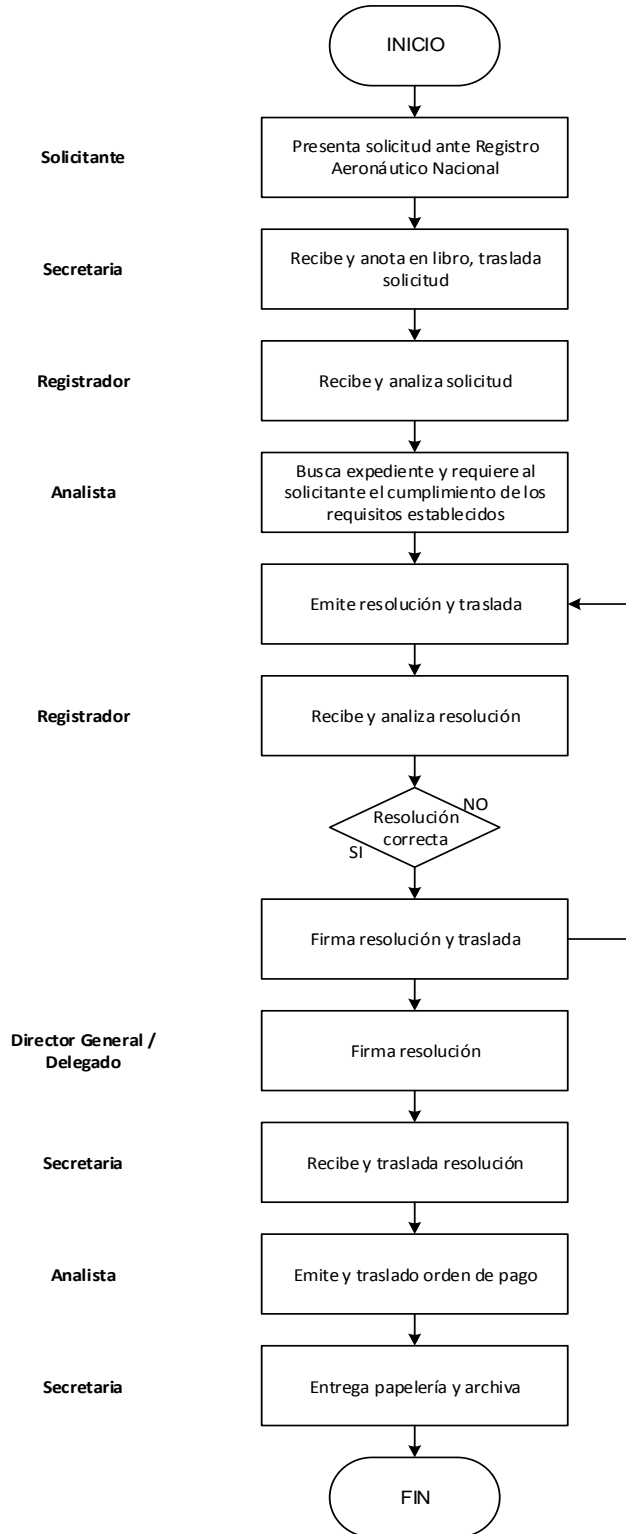 INICIO
Solicitante
Presenta solicitud ante Registro
Aeronáutico Nacional
Secretaria
Recibe y anota en libro, traslada
solicitud
Registrador
Recibe y analiza solicitud
Analista
Busca expediente y requiere al
solicitante el cumplimiento de los
requisitos establecidos
Emite resolución y traslada
Registrador
Recibe y analiza resolución
NO
Resolución
correcta
SI
Firma resolución y traslada
Director General /
Delegado
Firma resolución
Secretaria
Recibe y traslada resolución
Analista
Emite y traslado orden de pago
Secretaria
Entrega papelería y archiva
FIN